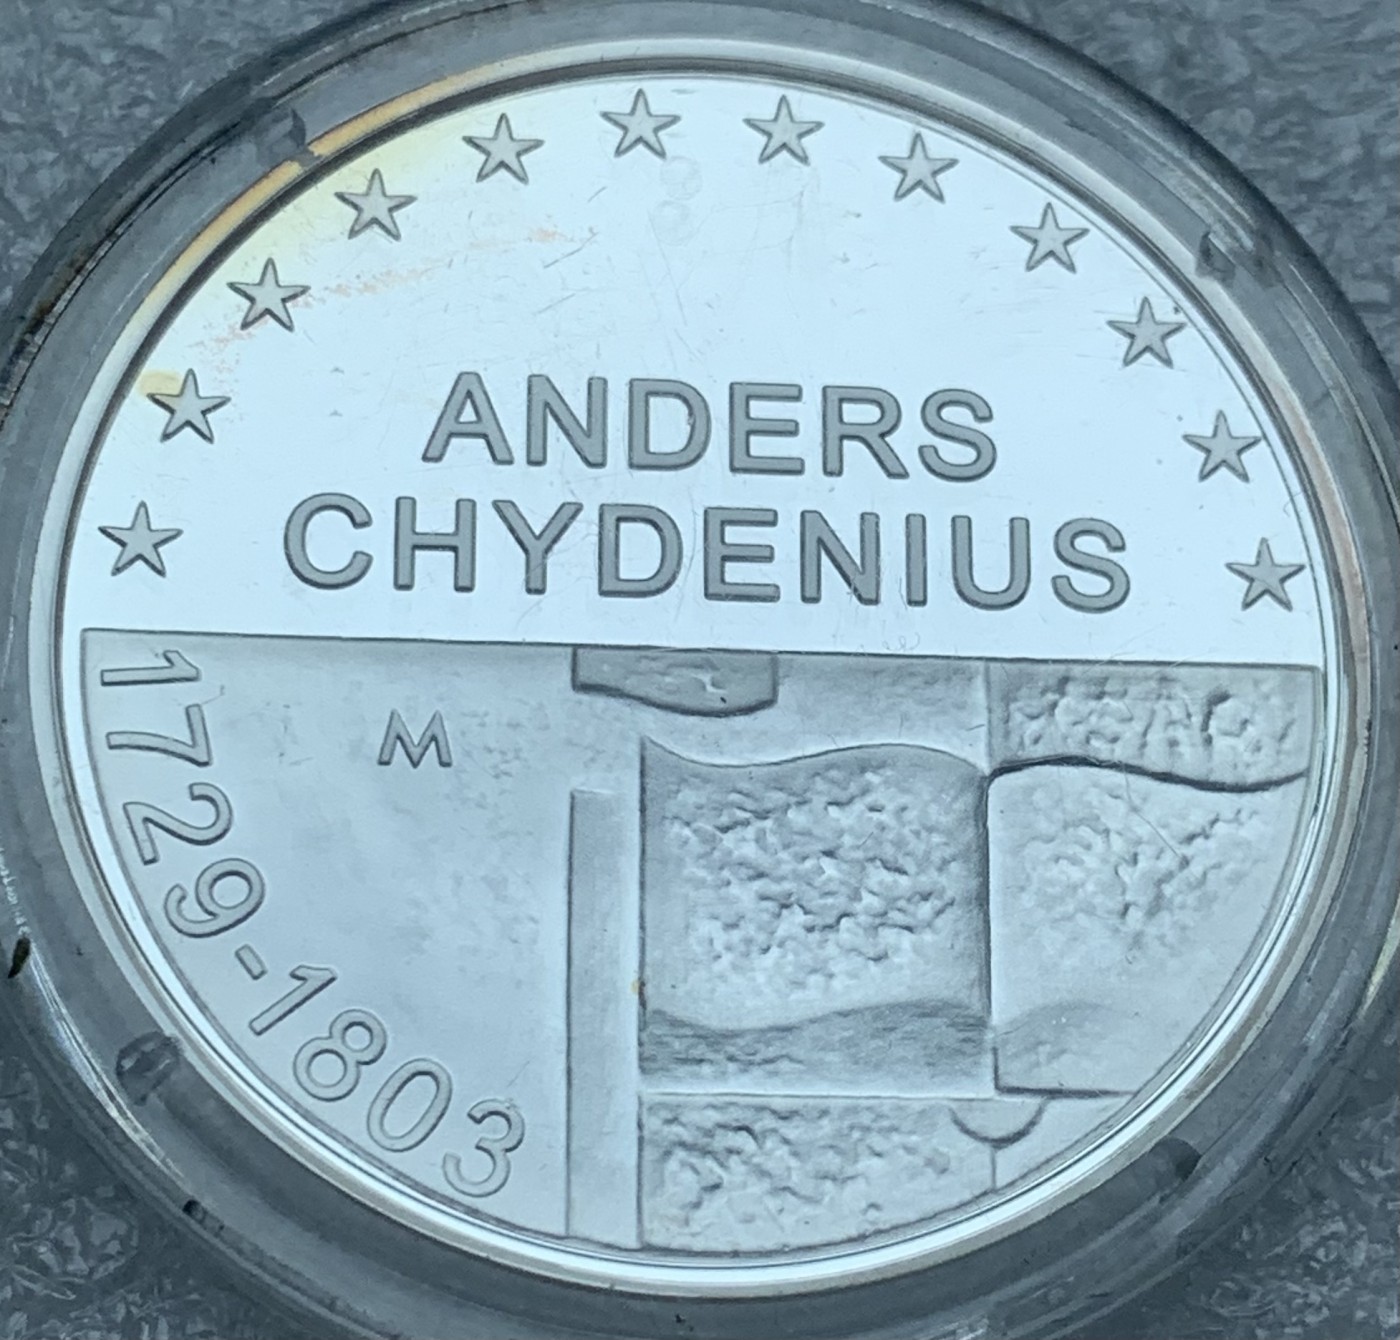 ANDERS
CHYDENIUS
M
1729-1803